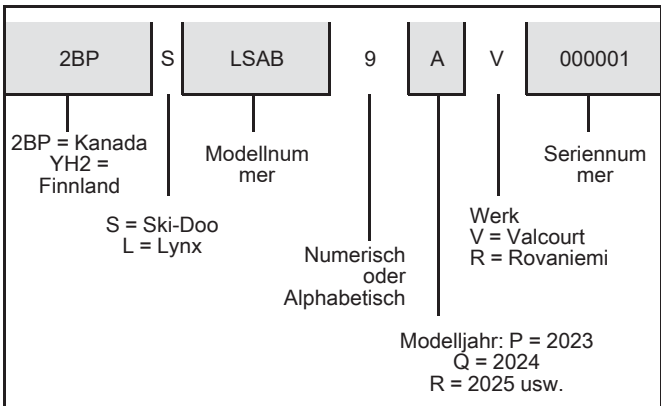 2BP S LSAB 9 A V 000001
2BP = Kanada
YH2 =
Finnland
Modellnum
mer
Seriennum
mer
S = Ski-Doo
L = Lynx
Werk
V = Valcourt
R = Rovaniemi
Numerisch
oder
Alphabetisch
Modelljahr: P = 2023
Q = 2024
R = 2025 usw.